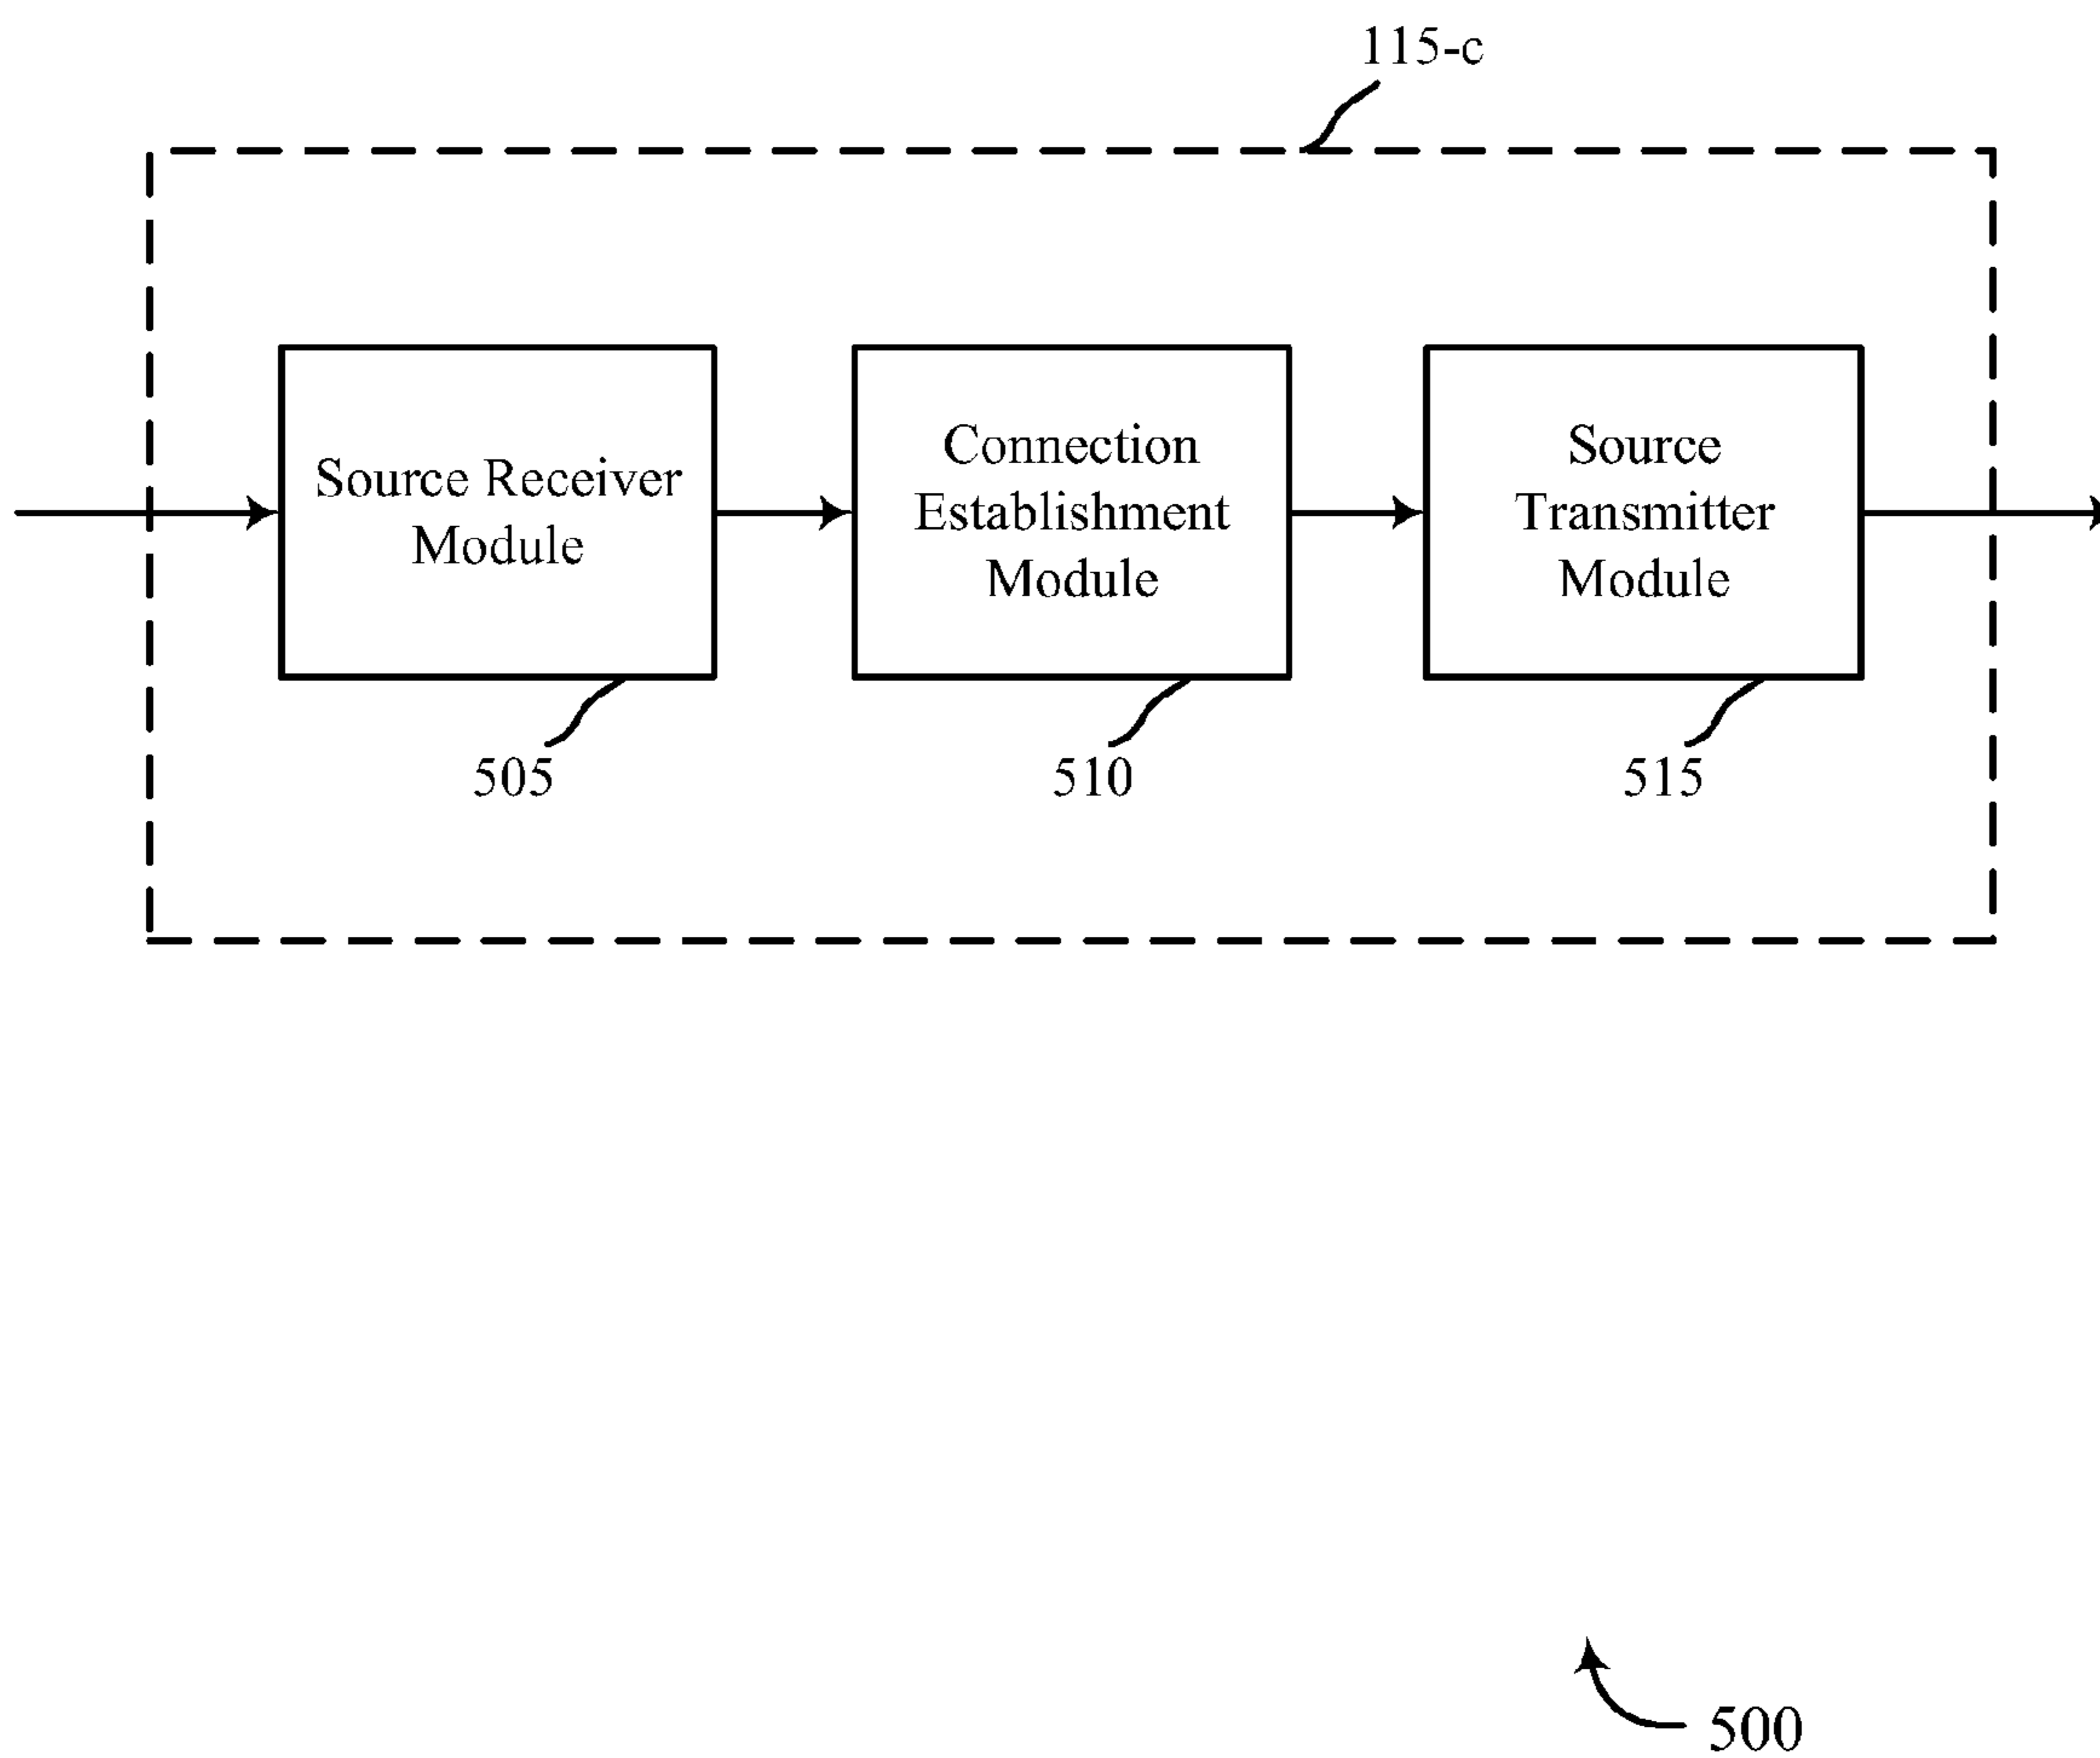 115-c
Source Receiver
Module
Connection
Establishment
Module
Source
Transmitter
Module
505
510
515
500